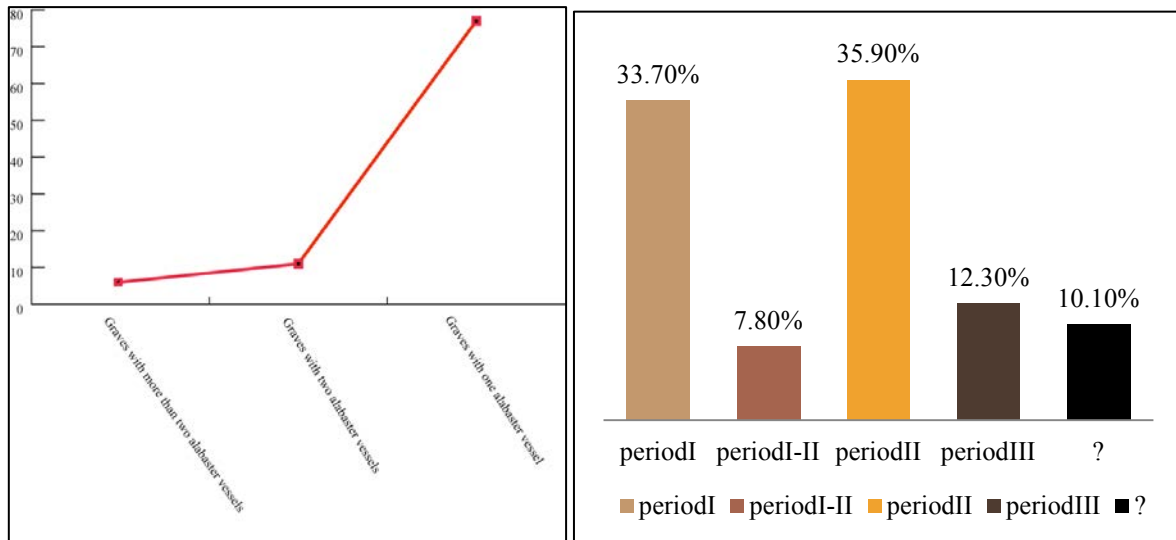 80
70
60
50
40
30
20
10
0
Graves with more than two alabaster vessels
Graves with two alabaster vessels
Graves with one alabaster vessel
33.70%
7.80%
35.90%
12.30%
10.10%
periodI
periodI-II
periodII
periodIII
?
periodI periodI-II periodII periodIII ?